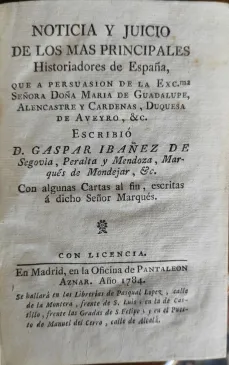 NOTICIA Y JUICIO
DE LOS MAS PRINCIPALES
Historiadores de España,
QUE A PERSUASION DE LA EXC.ma
SEÑORA DOÑA MARIA DE GUADALUPE,
ALENCASTRE Y CARDENAS, DUQUESA
DE AVEYRO, &c.
ESCRIBIÓ
D. GASPAR IBAÑEZ DE
Segovia, Peralta y Mendoza, Mar-
qués de Mondejar, &c.
Con algunas Cartas al fin, escritas
á dicho Señor Marqués.
CON LICENCIA.
En Madrid, en la Oficina de PANTALEON
AZNAR. Año 1784.
Se hallará en las Librerías de Pasqual Lopez, calle
de la Montera, frente de S. Luis; en la de Cas-
tillo, frente las Gradas de S. Felipe; y en el Pues-
to de Manuel del Cerro, calle de Alcalá.